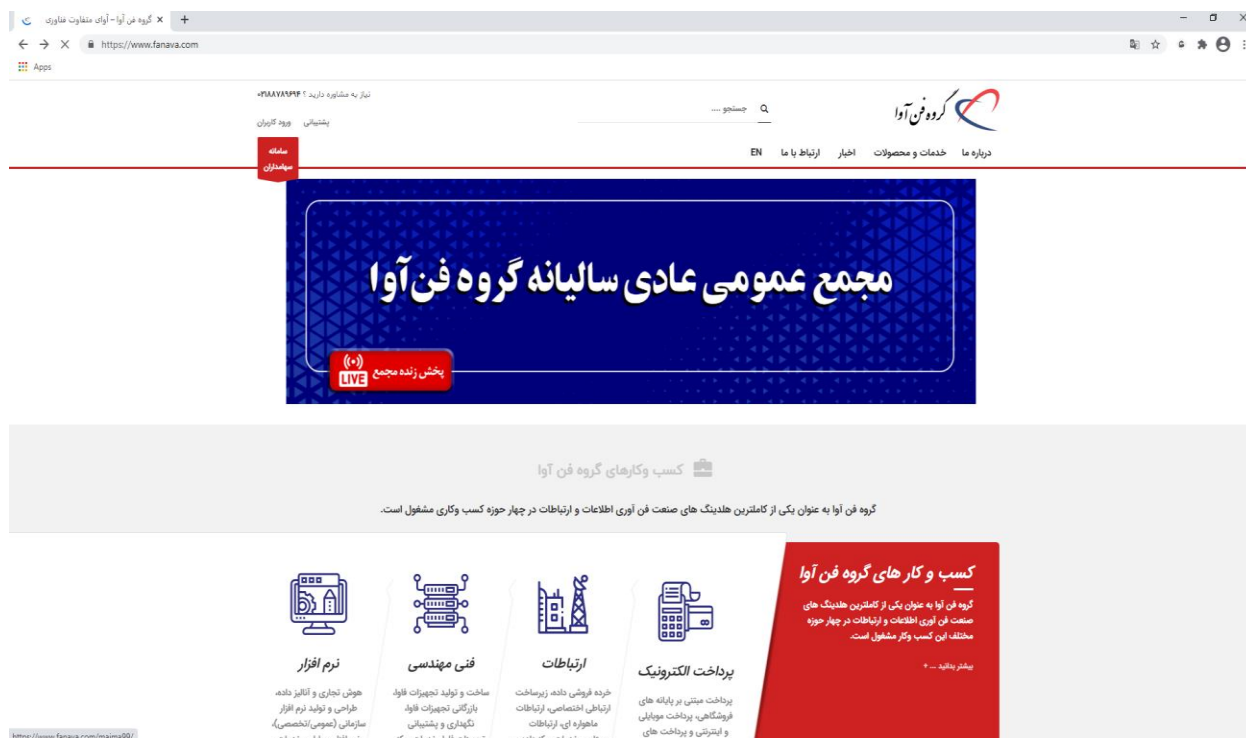 گروه فن آوا - آوای متفاوت فناوری
https://www.fanava.com
Apps
نیاز به مشاوره دارید ؟ ۰۲۱۸۸۷۸۹۶۹۴
پشتیبانی ورود کاربران
جستجو ....
گروه فن آوا
درباره ما خدمات و محصولات اخبار ارتباط با ما EN
سامانه
سهامداران
مجمع عمومی عادی سالیانه گروه فن‌آوا
پخش زنده مجمع LIVE
کسب وکارهای گروه فن آوا
گروه فن آوا به عنوان یکی از کاملترین هلدینگ های صنعت فن آوری اطلاعات و ارتباطات در چهار حوزه کسب وکاری مشغول است.
کسب و کار های گروه فن آوا
گروه فن آوا به عنوان یکی از کاملترین هلدینگ های
صنعت فن آوری اطلاعات و ارتباطات در چهار حوزه
مختلف این کسب وکار مشغول است.
بیشتر بدانید ... +
پرداخت الکترونیک
پرداخت مبتنی بر پایانه های
فروشگاهی، پرداخت موبایلی
و اینترنتی و پرداخت های
ارتباطات
خرده فروشی داده، زیرساخت
ارتباطی اختصاصی، ارتباطات
ماهواره ای، ارتباطات
فنی مهندسی
ساخت و تولید تجهیزات فاوا،
بازرگانی تجهیزات فاوا،
نگهداری و پشتیبانی
نرم افزار
هوش تجاری و آنالیز داده،
طراحی و تولید نرم افزار
سازمانی (عمومی/تخصصی)،
https://www.fanava.com/majma99/